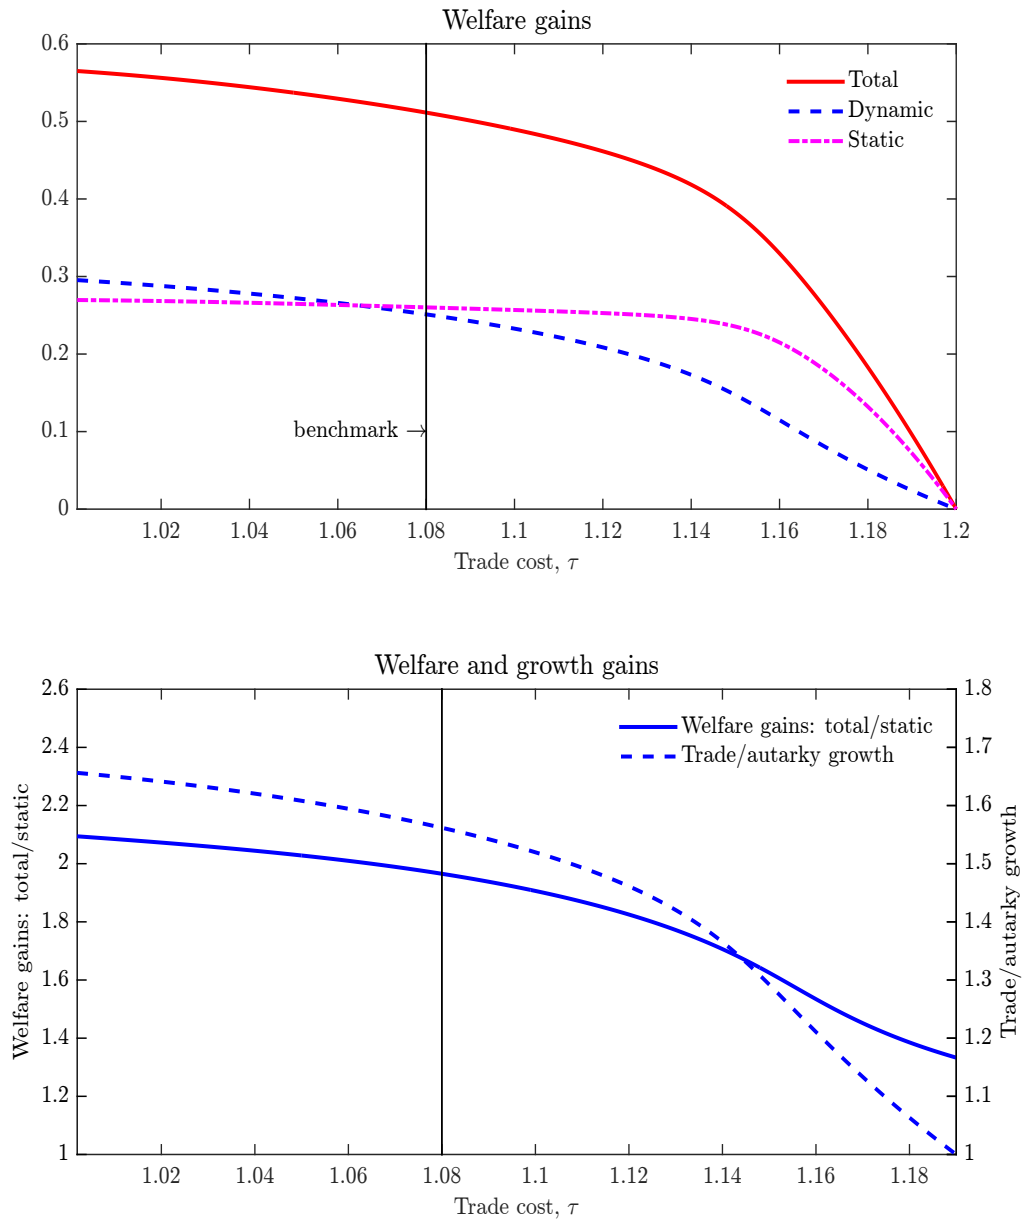 Welfare gains
0.6
0.5
0.4
0.3
0.2
0.1
0
Total
Dynamic
Static
benchmark →
1.02 1.04 1.06 1.08 1.1 1.12 1.14 1.16 1.18 1.2
Trade cost, τ
Welfare and growth gains
Welfare gains: total/static
2.6
2.4
2.2
2
1.8
1.6
1.4
1.2
1
Welfare gains: total/static
Trade/autarky growth
1.8
1.7
1.6
1.5
1.4
1.3
1.2
1.1
1
Trade/autarky growth
1.02 1.04 1.06 1.08 1.1 1.12 1.14 1.16 1.18
Trade cost, τ